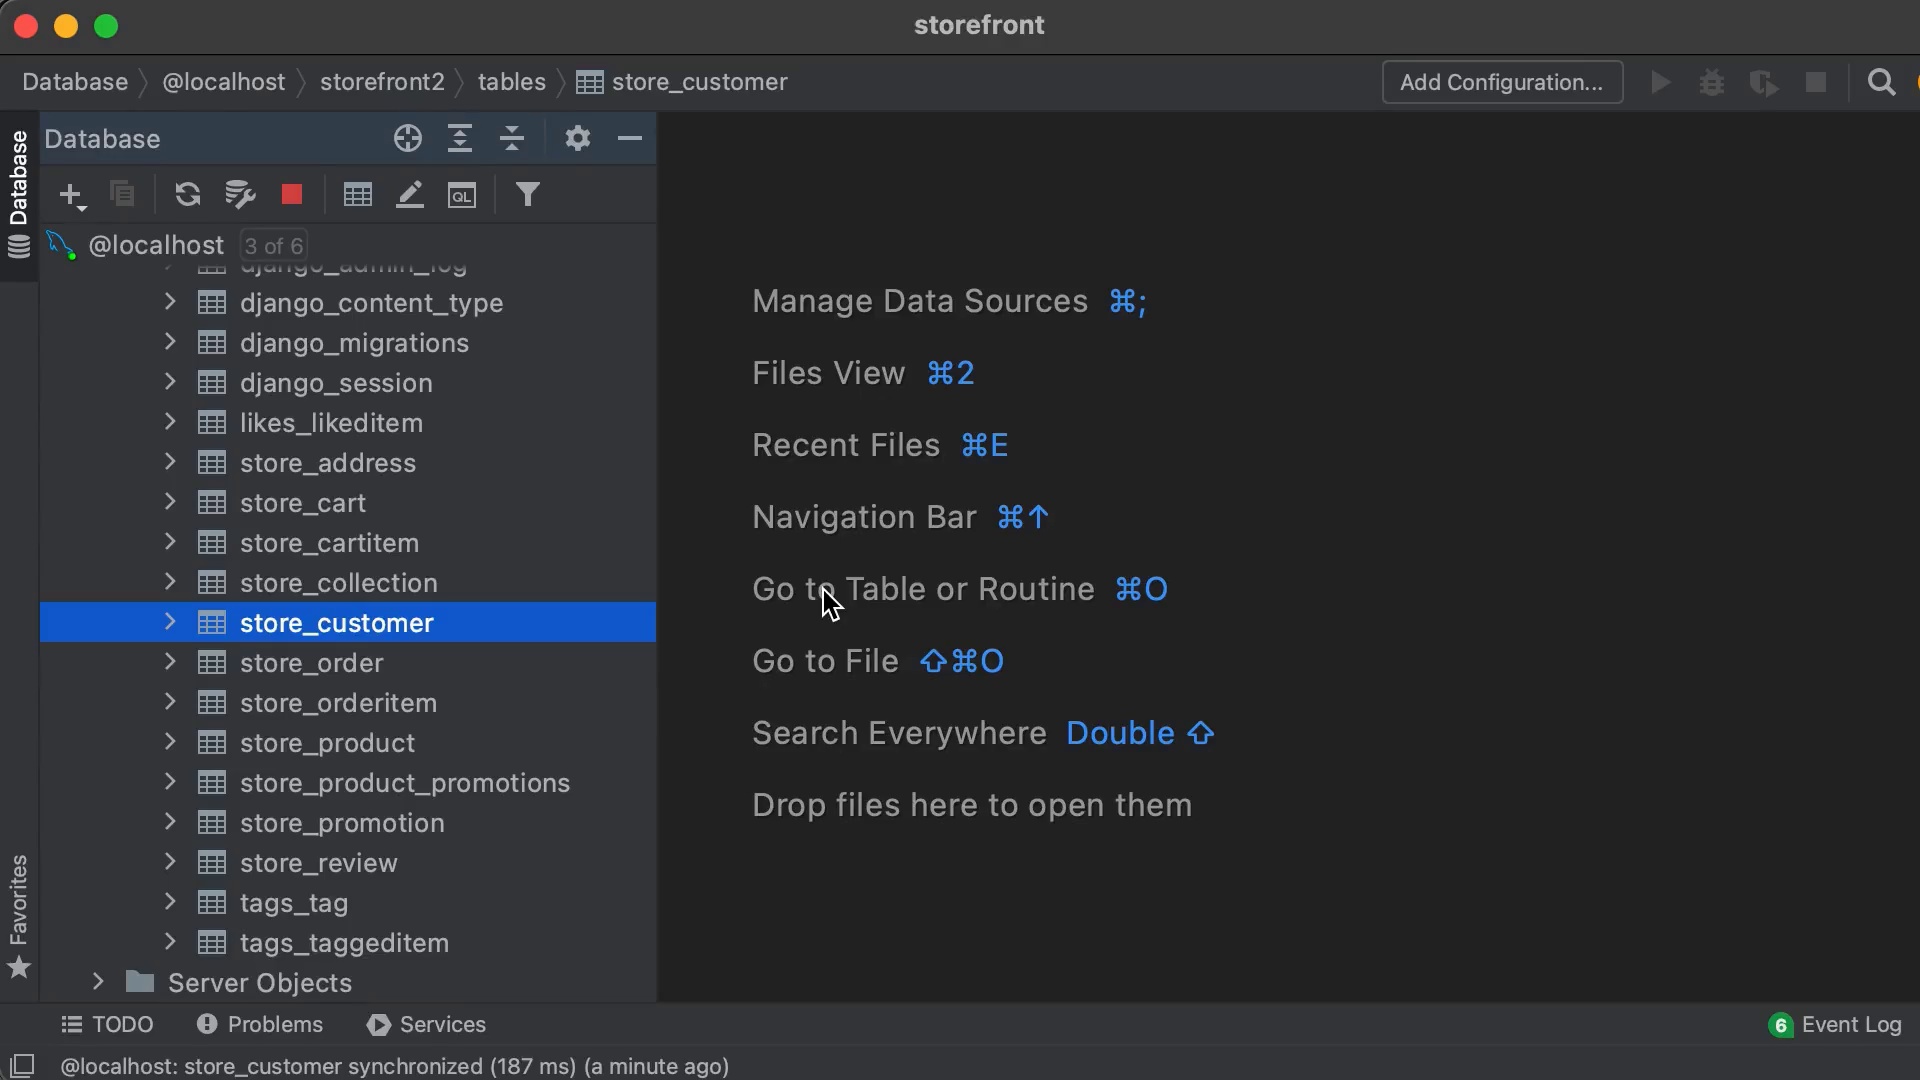 storefront
Database @localhost storefront2 tables store_customer
Add Configuration...
Database
Database
QL
@localhost 3 of 6
django_admin_log
django_content_type
django_migrations
django_session
likes_likeditem
store_address
store_cart
store_cartitem
store_collection
store_customer
store_order
store_orderitem
store_product
store_product_promotions
store_promotion
store_review
tags_tag
tags_taggeditem
Server Objects
Manage Data Sources ⌘;
Files View ⌘2
Recent Files ⌘E
Navigation Bar ⌘↑
Go to Table or Routine ⌘O
Go to File ⇧⌘O
Search Everywhere Double ⇧
Drop files here to open them
Favorites
TODO Problems Services
6 Event Log
@localhost: store_customer synchronized (187 ms) (a minute ago)